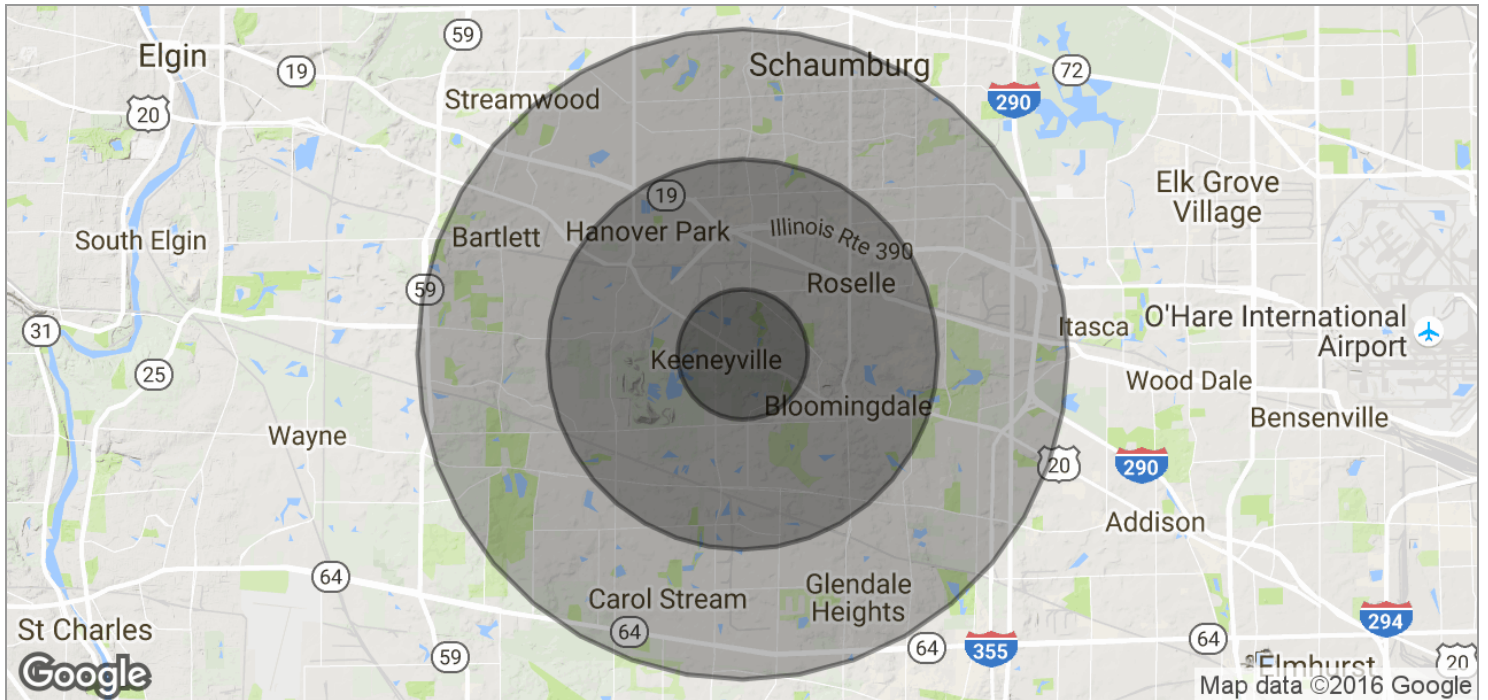 59
Elgin
Schaumburg
19
72
Streamwood
290
20
Elk Grove
Village
19
South Elgin
Bartlett
Hanover Park
Illinois Rte 390
Roselle
59
31
Itasca
O'Hare International
Airport
Keeneyville
25
Wood Dale
Bloomingdale
Bensenville
Wayne
20
290
Addison
64
Glendale
Heights
Carol Stream
St Charles
64
59
64
355
64
294
Elmhurst
20
Google
Map data ©2016 Google